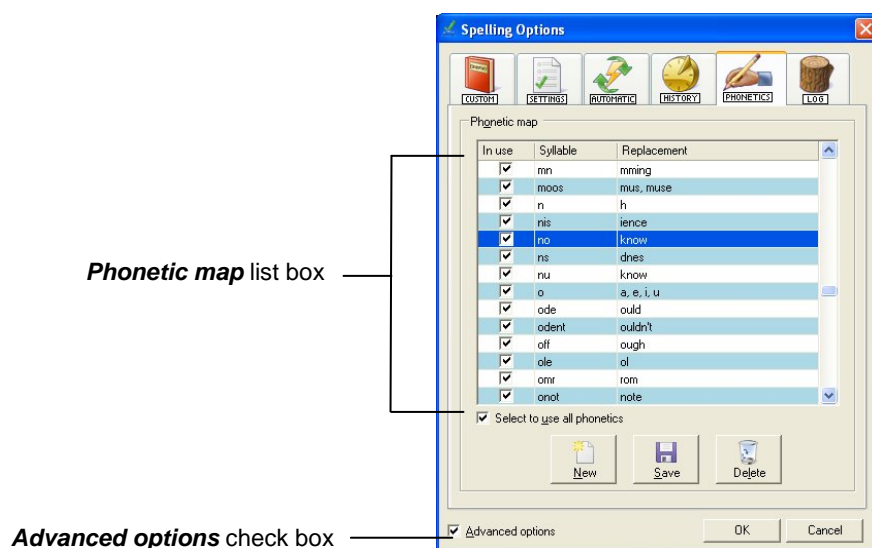 Spelling Options
CUSTOM SETTINGS AUTOMATIC HISTORY PHONETICS LOG
Phonetic map
In use Syllable Replacement
mn mming
moos mus, muse
n h
nis ience
no know
ns dnes
Phonetic map list box
nu know
o a, e, i, u
ode ould
odent ouldn't
off ough
ole ol
omr rom
onot note
Select to use all phonetics
New Save Delete
Advanced options check box
Advanced options OK Cancel